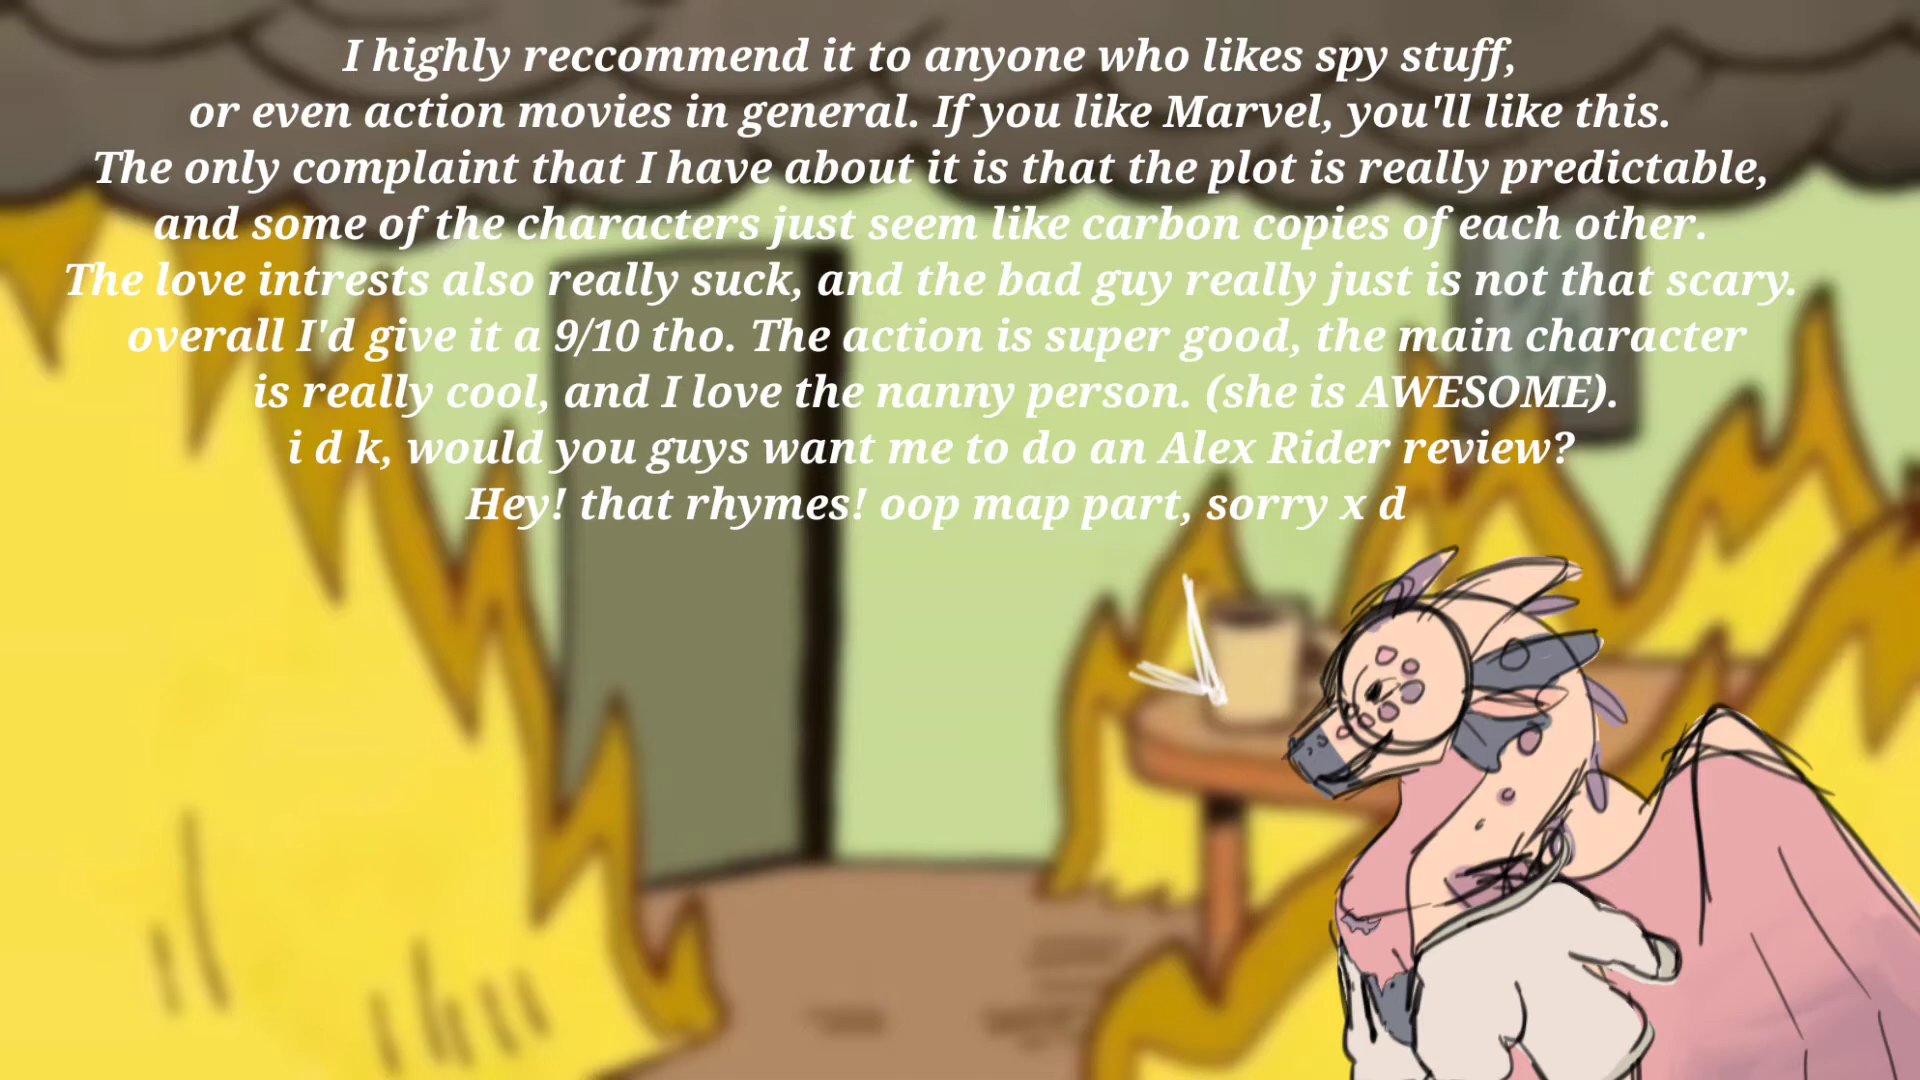 I highly reccommend it to anyone who likes spy stuff,
or even action movies in general. If you like Marvel, you'll like this.
The only complaint that I have about it is that the plot is really predictable,
and some of the characters just seem like carbon copies of each other.
The love intrests also really suck, and the bad guy really just is not that scary.
overall I'd give it a 9/10 tho. The action is super good, the main character
is really cool, and I love the nanny person. (she is AWESOME).
i d k, would you guys want me to do an Alex Rider review?
Hey! that rhymes! oop map part, sorry x d